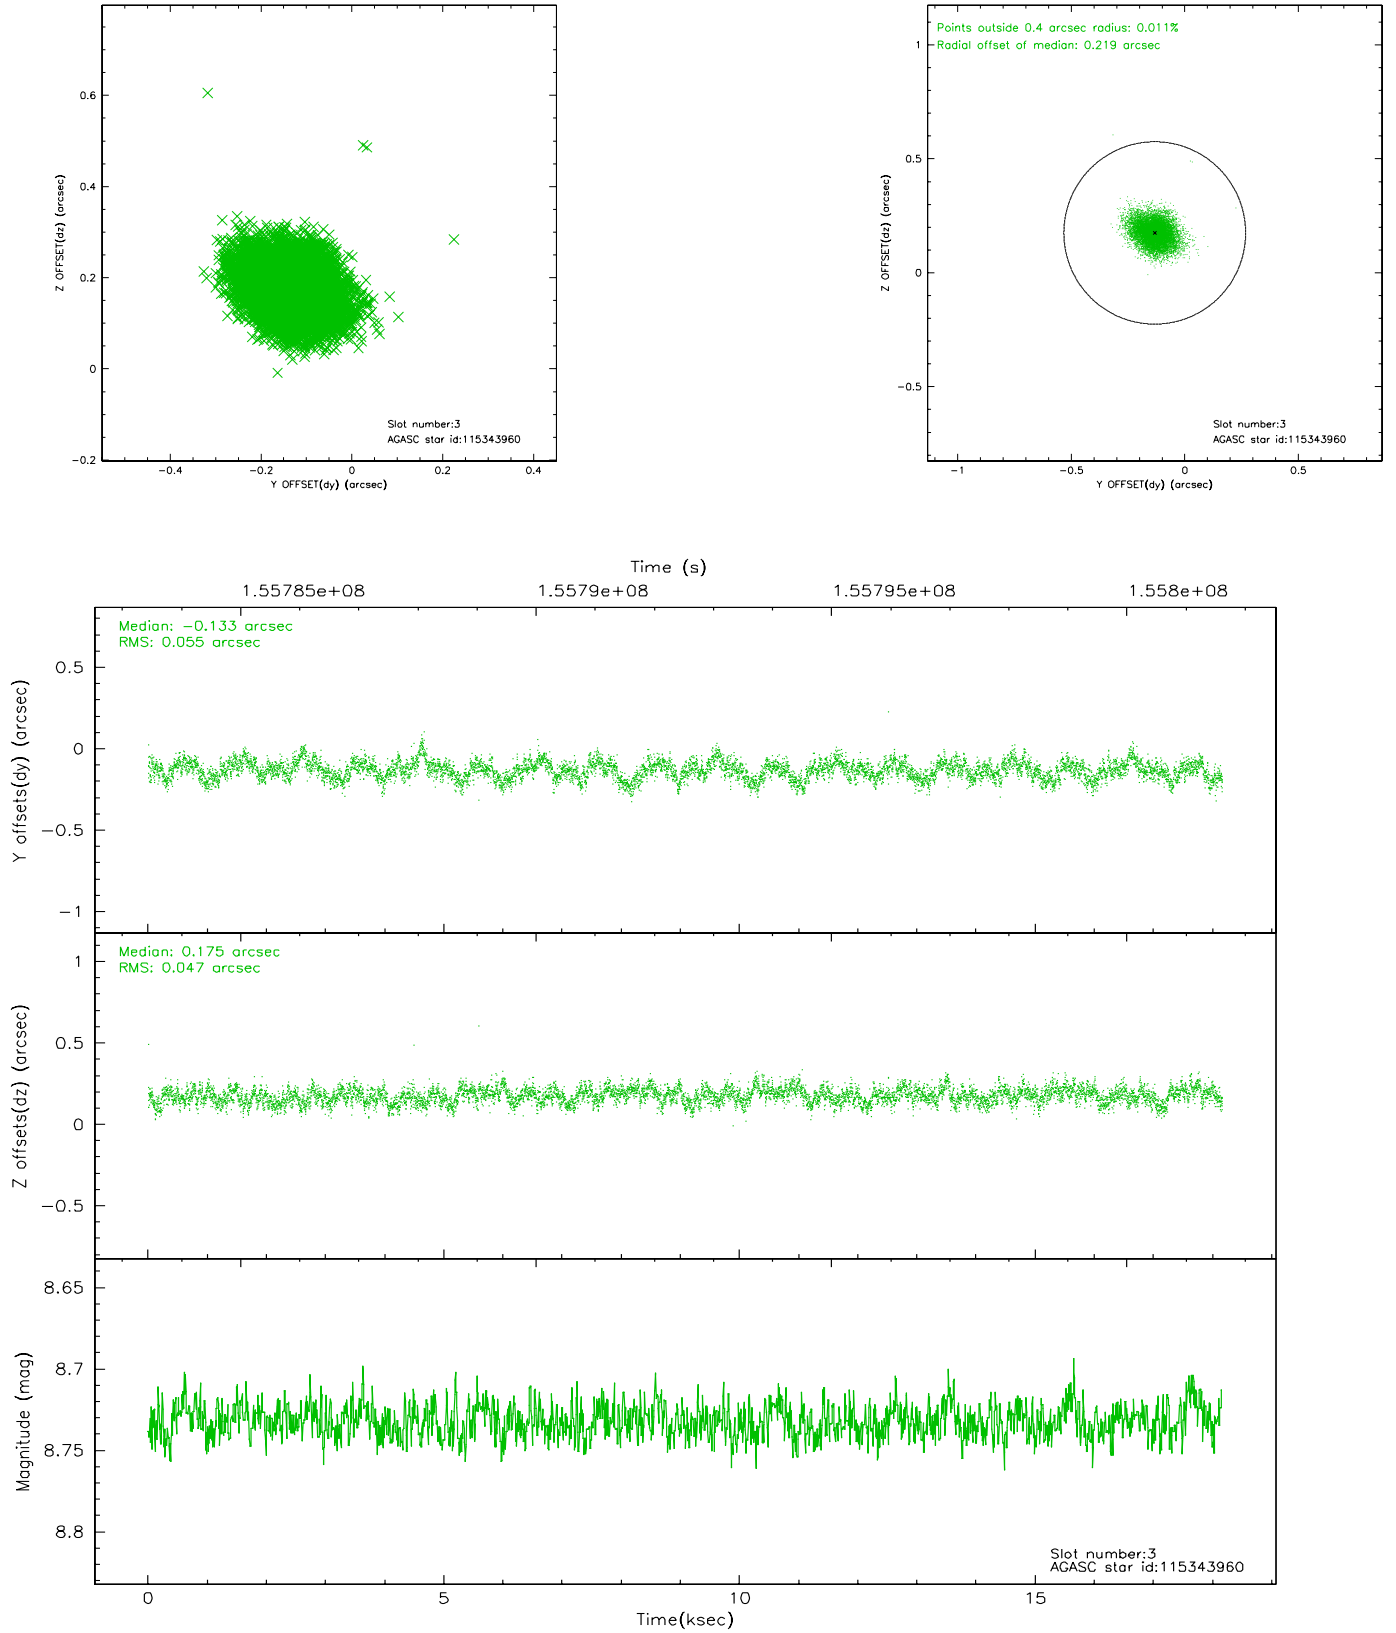 0.6
0.4
0.2
0
-0.2
-0.4
-0.2
0
0.2
0.4
Z OFFSET(dz) (arcsec)
Y OFFSET(dy) (arcsec)
Slot number:3
AGASC star id:115343960
Points outside 0.4 arcsec radius: 0.011%
Radial offset of median: 0.219 arcsec
1
0.5
0
-0.5
-1
-0.5
0
0.5
Z OFFSET(dz) (arcsec)
Y OFFSET(dy) (arcsec)
Slot number:3
AGASC star id:115343960
Time (s)
1.55785e+08 1.5579e+08 1.55795e+08 1.558e+08
Median: -0.133 arcsec
RMS: 0.055 arcsec
0.5
0
-0.5
-1
Y offsets(dy) (arcsec)
Median: 0.175 arcsec
RMS: 0.047 arcsec
1
0.5
0
-0.5
Z offsets(dz) (arcsec)
8.65
8.7
8.75
8.8
Magnitude (mag)
Slot number:3
AGASC star id:115343960
0 5 10 15
Time(ksec)